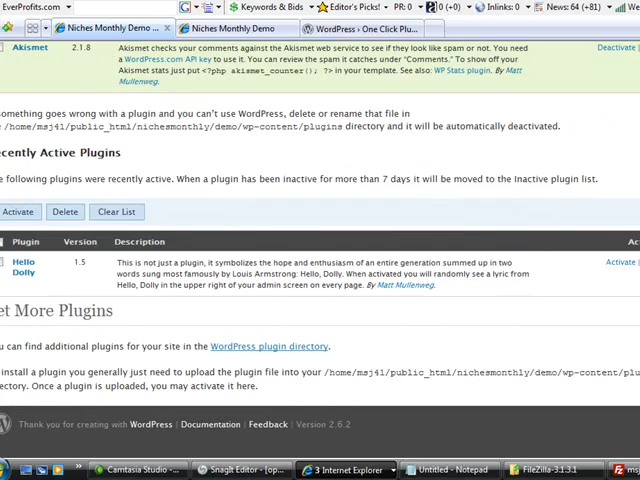 EverProfits.com
Keywords & Bids
Editor's Picks!
PR: 0
(0)
Inlinks: 0
News: 64 (+81)
Niches Monthly Demo ...
Niches Monthly Demo
WordPress › One Click Plu...
Akismet
2.1.8
Akismet checks your comments against the Akismet web service to see if they look like spam or not. You need
a WordPress.com API key to use it. You can review the spam it catches under "Comments." To show off your
Akismet stats just put <?php akismet_counter(); ?> in your template. See also: WP Stats plugin. By Matt
Mullenweg.
Deactivate |
something goes wrong with a plugin and you can't use WordPress, delete or rename that file in
/home/msj41/public_html/nichesmonthly/demo/wp-content/plugins directory and it will be automatically deactivated.
ecently Active Plugins
e following plugins were recently active. When a plugin has been inactive for more than 7 days it will be moved to the Inactive plugin list.
Activate
Delete
Clear List
Plugin
Version
Description
Ac
Hello
Dolly
1.5
This is not just a plugin, it symbolizes the hope and enthusiasm of an entire generation summed up in two
words sung most famously by Louis Armstrong: Hello, Dolly. When activated you will randomly see a lyric from
Hello, Dolly in the upper right of your admin screen on every page. By Matt Mullenweg.
Activate |
et More Plugins
ou can find additional plugins for your site in the WordPress plugin directory.
install a plugin you generally just need to upload the plugin file into your /home/msj41/public_html/nichesmonthly/demo/wp-content/plu
ectory. Once a plugin is uploaded, you may activate it here.
Thank you for creating with WordPress | Documentation | Feedback | Version 2.6.2
Camtasia Studio - ...
SnagIt Editor - [op...
3 Internet Explorer
Untitled - Notepad
FileZilla-3.1.3.1
msj